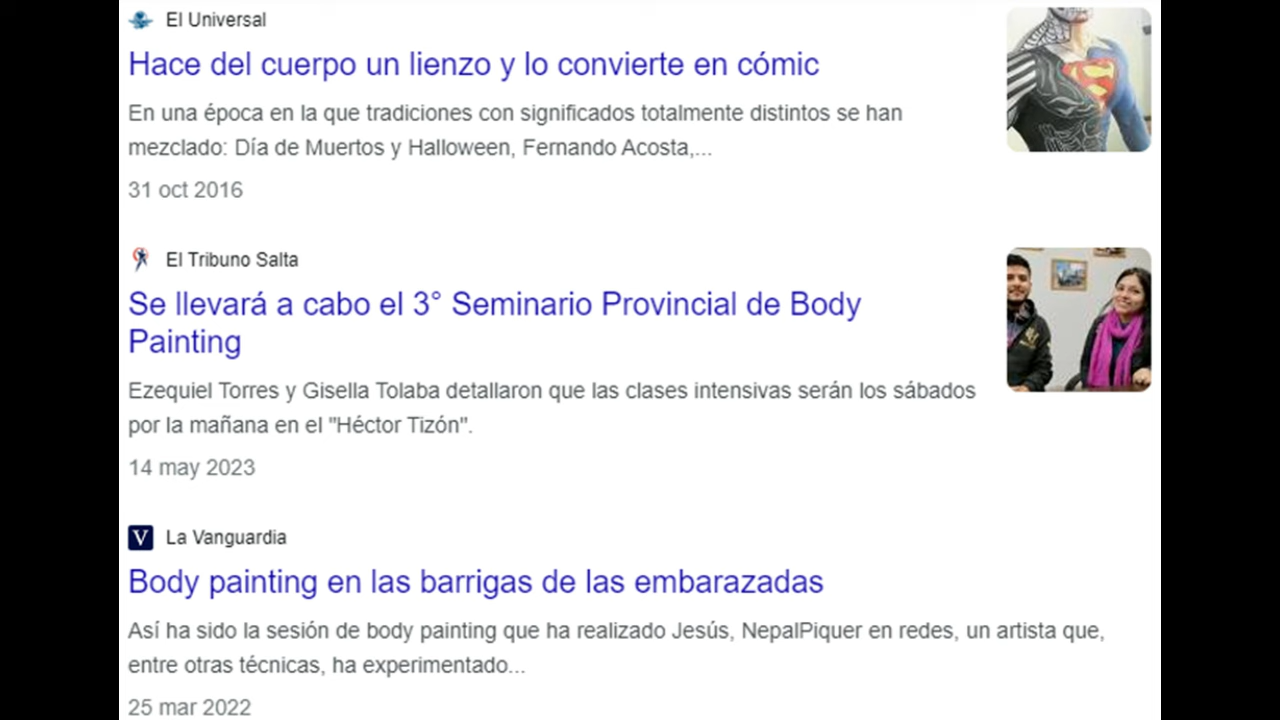 El Universal
Hace del cuerpo un lienzo y lo convierte en cómic
En una época en la que tradiciones con significados totalmente distintos se han
mezclado: Día de Muertos y Halloween, Fernando Acosta,...
31 oct 2016
El Tribuno Salta
Se llevará a cabo el 3° Seminario Provincial de Body
Painting
Ezequiel Torres y Gisella Tolaba detallaron que las clases intensivas serán los sábados
por la mañana en el "Héctor Tizón".
14 may 2023
V La Vanguardia
Body painting en las barrigas de las embarazadas
Así ha sido la sesión de body painting que ha realizado Jesús, NepalPiquer en redes, un artista que,
entre otras técnicas, ha experimentado...
25 mar 2022